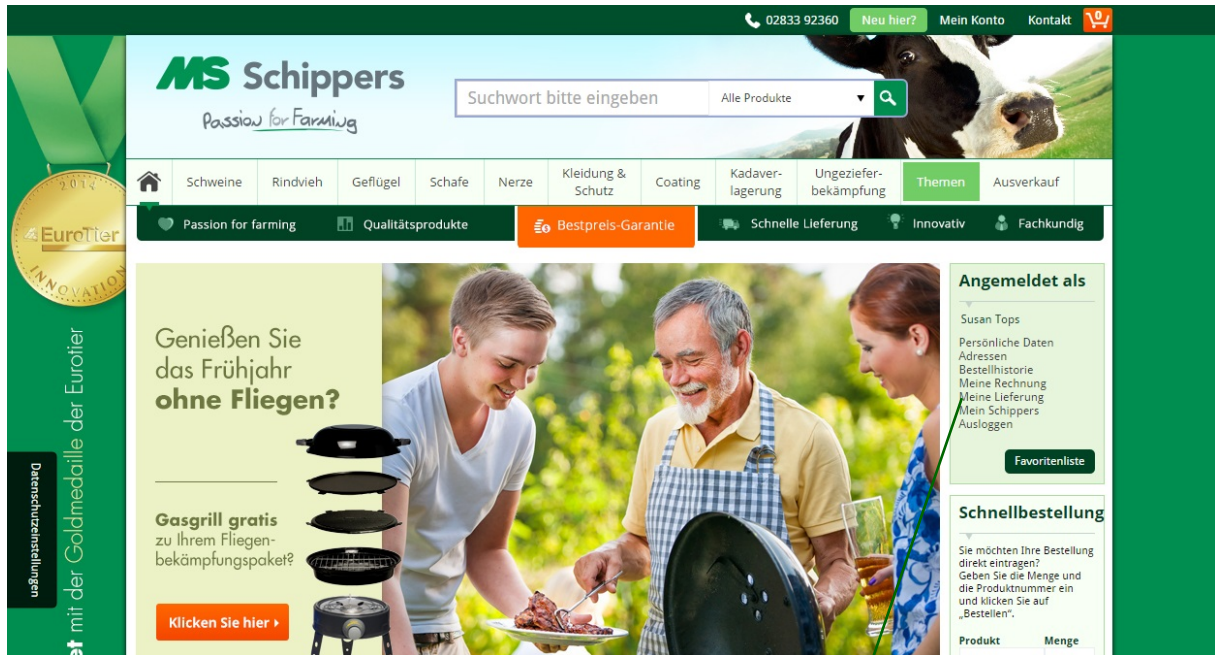 02833 92360
Neu hier?
Mein Konto
Kontakt
0
MS Schippers
Passion for Farming
Suchwort bitte eingeben
Alle Produkte
Schweine
Rindvieh
Geflügel
Schafe
Nerze
Kleidung &
Schutz
Coating
Kadaver-
lagerung
Ungeziefer-
bekämpfung
Themen
Ausverkauf
Passion for farming
Qualitätsprodukte
Bestpreis-Garantie
Schnelle Lieferung
Innovativ
Fachkundig
2014
EuroTier
INNOVATION
mit der Goldmedaille der Eurotier
Datenschutzeinstellungen
Genießen Sie
das Frühjahr
ohne Fliegen?
Gasgrill gratis
zu Ihrem Fliegen-
bekämpfungspaket?
Klicken Sie hier
Angemeldet als
Susan Tops
Persönliche Daten
Adressen
Bestellhistorie
Meine Rechnung
Meine Lieferung
Mein Schippers
Ausloggen
Favoritenliste
Schnellbestellung
Sie möchten Ihre Bestellung
direkt eintragen?
Geben Sie die Menge und
die Produktnummer ein
und klicken Sie auf
„Bestellen“.
Produkt Menge